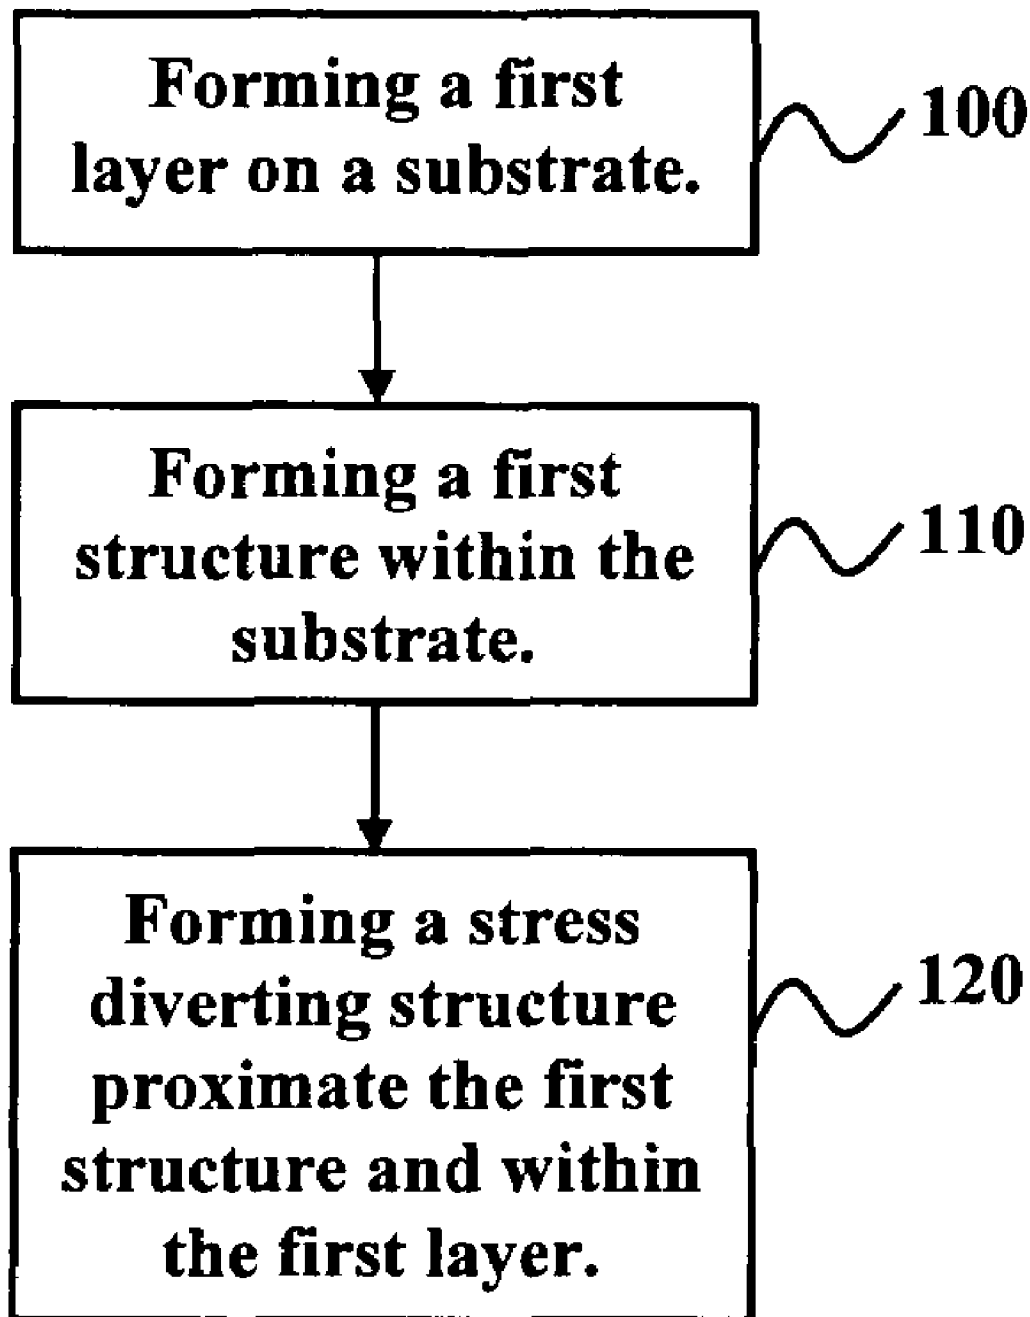 Forming a first
layer on a substrate.
100
Forming a first
structure within the
substrate.
110
Forming a stress
diverting structure
proximate the first
structure and within
the first layer.
120